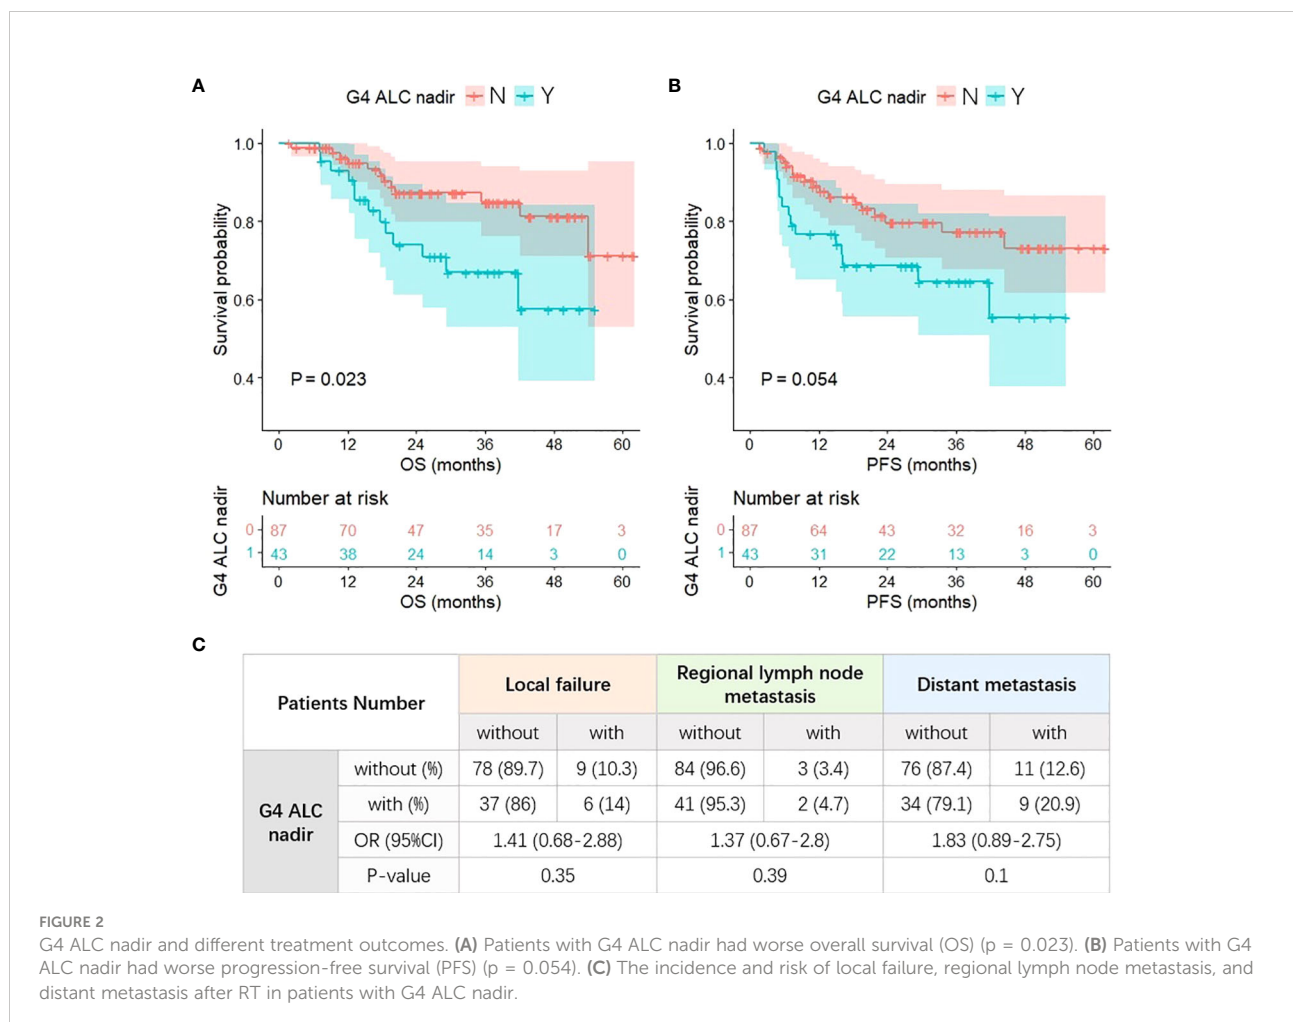 A
B
G4 ALC nadir N Y
G4 ALC nadir N Y
Survival probability
1.0
0.8
0.6
0.4
P = 0.023
0 12 24 36 48 60
OS (months)
Survival probability
1.0
0.8
0.6
0.4
P = 0.054
0 12 24 36 48 60
PFS (months)
G4 ALC nadir
Number at risk
0 87 70 47 35 17 3
1 43 38 24 14 3 0
0 12 24 36 48 60
OS (months)
G4 ALC nadir
Number at risk
0 87 64 43 32 16 3
1 43 31 22 13 3 0
0 12 24 36 48 60
PFS (months)
C
Patients Number
Local failure
Regional lymph node
metastasis
Distant metastasis
without with without with without with
G4 ALC
nadir
without (%) 78 (89.7) 9 (10.3) 84 (96.6) 3 (3.4) 76 (87.4) 11 (12.6)
with (%) 37 (86) 6 (14) 41 (95.3) 2 (4.7) 34 (79.1) 9 (20.9)
OR (95%CI) 1.41 (0.68-2.88) 1.37 (0.67-2.8) 1.83 (0.89-2.75)
P-value 0.35 0.39 0.1
FIGURE 2
G4 ALC nadir and different treatment outcomes. (A) Patients with G4 ALC nadir had worse overall survival (OS) (p = 0.023). (B) Patients with G4
ALC nadir had worse progression-free survival (PFS) (p = 0.054). (C) The incidence and risk of local failure, regional lymph node metastasis, and
distant metastasis after RT in patients with G4 ALC nadir.